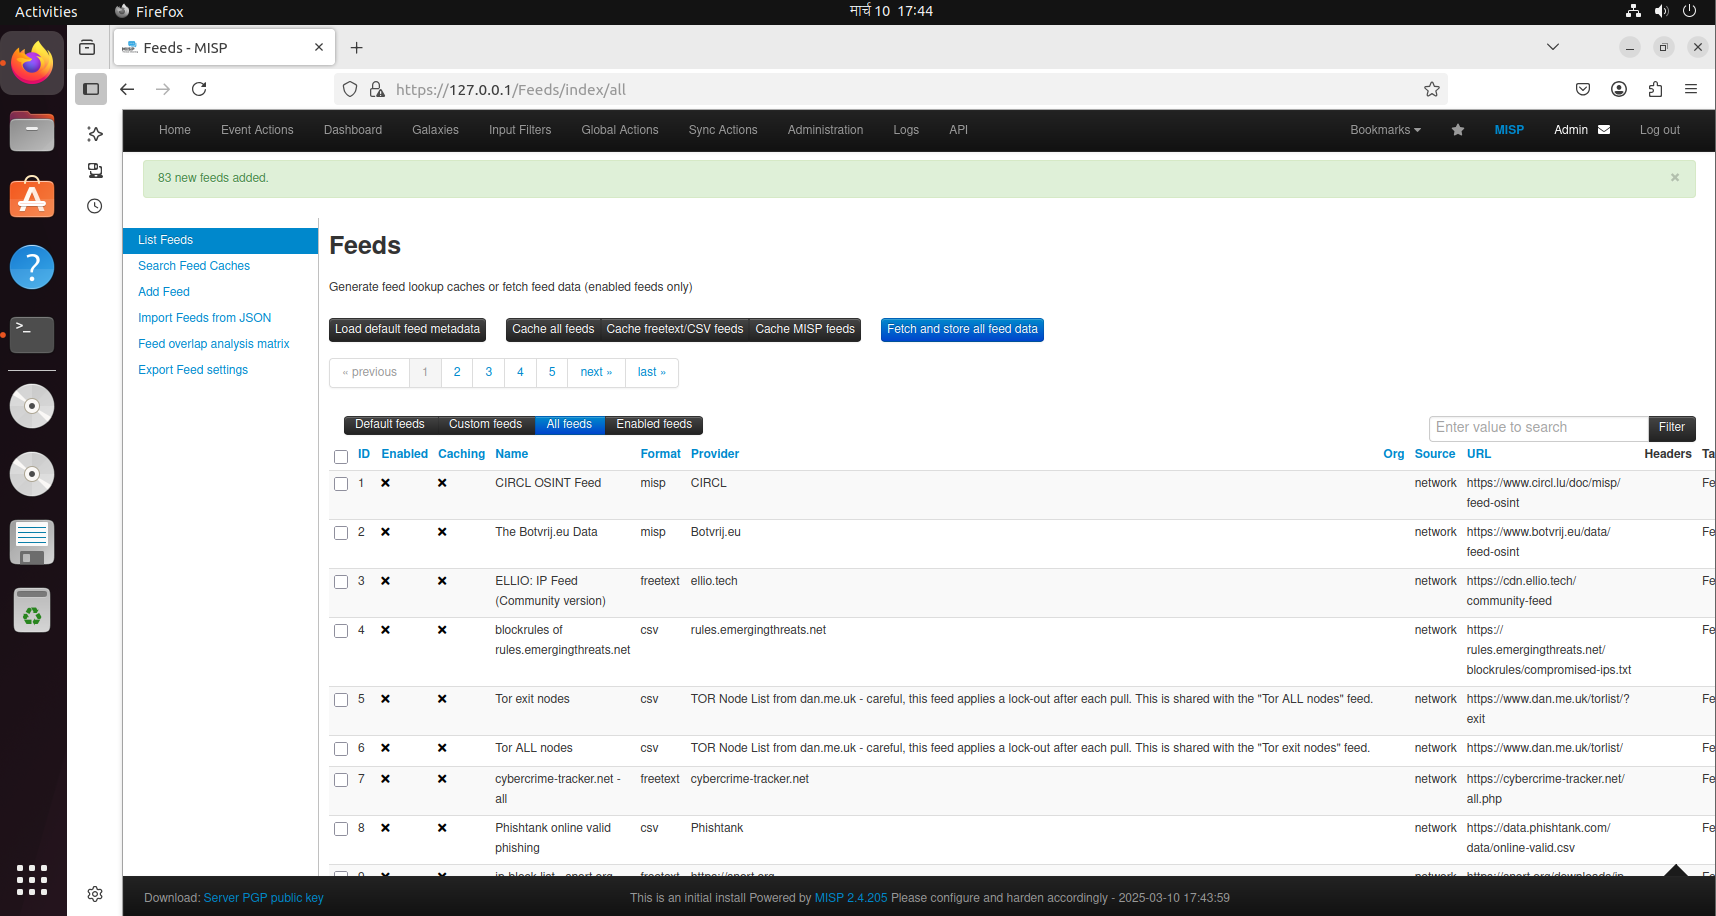 Activities Firefox मार्च 10 17:44
Feeds - MISP
https://127.0.0.1/Feeds/index/all
Home Event Actions Dashboard Galaxies Input Filters Global Actions Sync Actions Administration Logs API Bookmarks MISP Admin Log out
83 new feeds added. ×
List Feeds
Search Feed Caches
Add Feed
Import Feeds from JSON
Feed overlap analysis matrix
Export Feed settings
Feeds
Generate feed lookup caches or fetch feed data (enabled feeds only)
Load default feed metadata Cache all feeds Cache freetext/CSV feeds Cache MISP feeds Fetch and store all feed data
« previous 1 2 3 4 5 next » last »
Default feeds Custom feeds All feeds Enabled feeds Enter value to search Filter
ID Enabled Caching Name Format Provider Org Source URL Headers Ta
1 CIRCL OSINT Feed misp CIRCL network https://www.circl.lu/doc/misp/ Fe
feed-osint
2 The Botvrij.eu Data misp Botvrij.eu network https://www.botvrij.eu/data/ Fe
feed-osint
3 ELLIO: IP Feed freetext ellio.tech network https://cdn.ellio.tech/ Fe
(Community version) community-feed
4 blockrules of csv rules.emergingthreats.net network https:// Fe
rules.emergingthreats.net rules.emergingthreats.net/
blockrules/compromised-ips.txt
5 Tor exit nodes csv TOR Node List from dan.me.uk - careful, this feed applies a lock-out after each pull. This is shared with the "Tor ALL nodes" feed. network https://www.dan.me.uk/torlist/? Fe
exit
6 Tor ALL nodes csv TOR Node List from dan.me.uk - careful, this feed applies a lock-out after each pull. This is shared with the "Tor exit nodes" feed. network https://www.dan.me.uk/torlist/ Fe
7 cybercrime-tracker.net - freetext cybercrime-tracker.net network https://cybercrime-tracker.net/ Fe
all all.php
8 Phishtank online valid csv Phishtank network https://data.phishtank.com/ Fe
phishing data/online-valid.csv
Download: Server PGP public key This is an initial install Powered by MISP 2.4.205 Please configure and harden accordingly - 2025-03-10 17:43:59